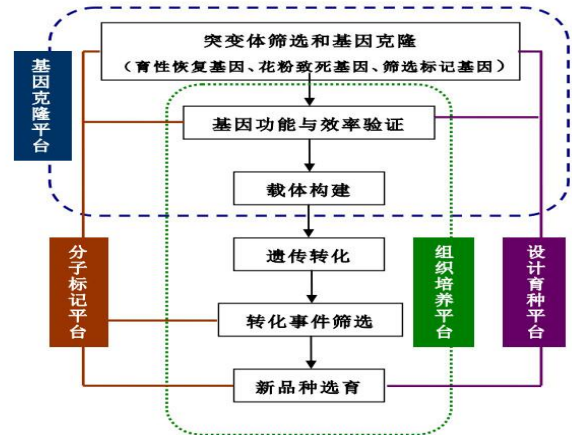 突变体筛选和基因克隆
（育性恢复基因、花粉致死基因、筛选标记基因）
基因克隆平台
基因功能与效率验证
载体构建
遗传转化
分子标记平台
组织培养平台
设计育种平台
转化事件筛选
新品种选育